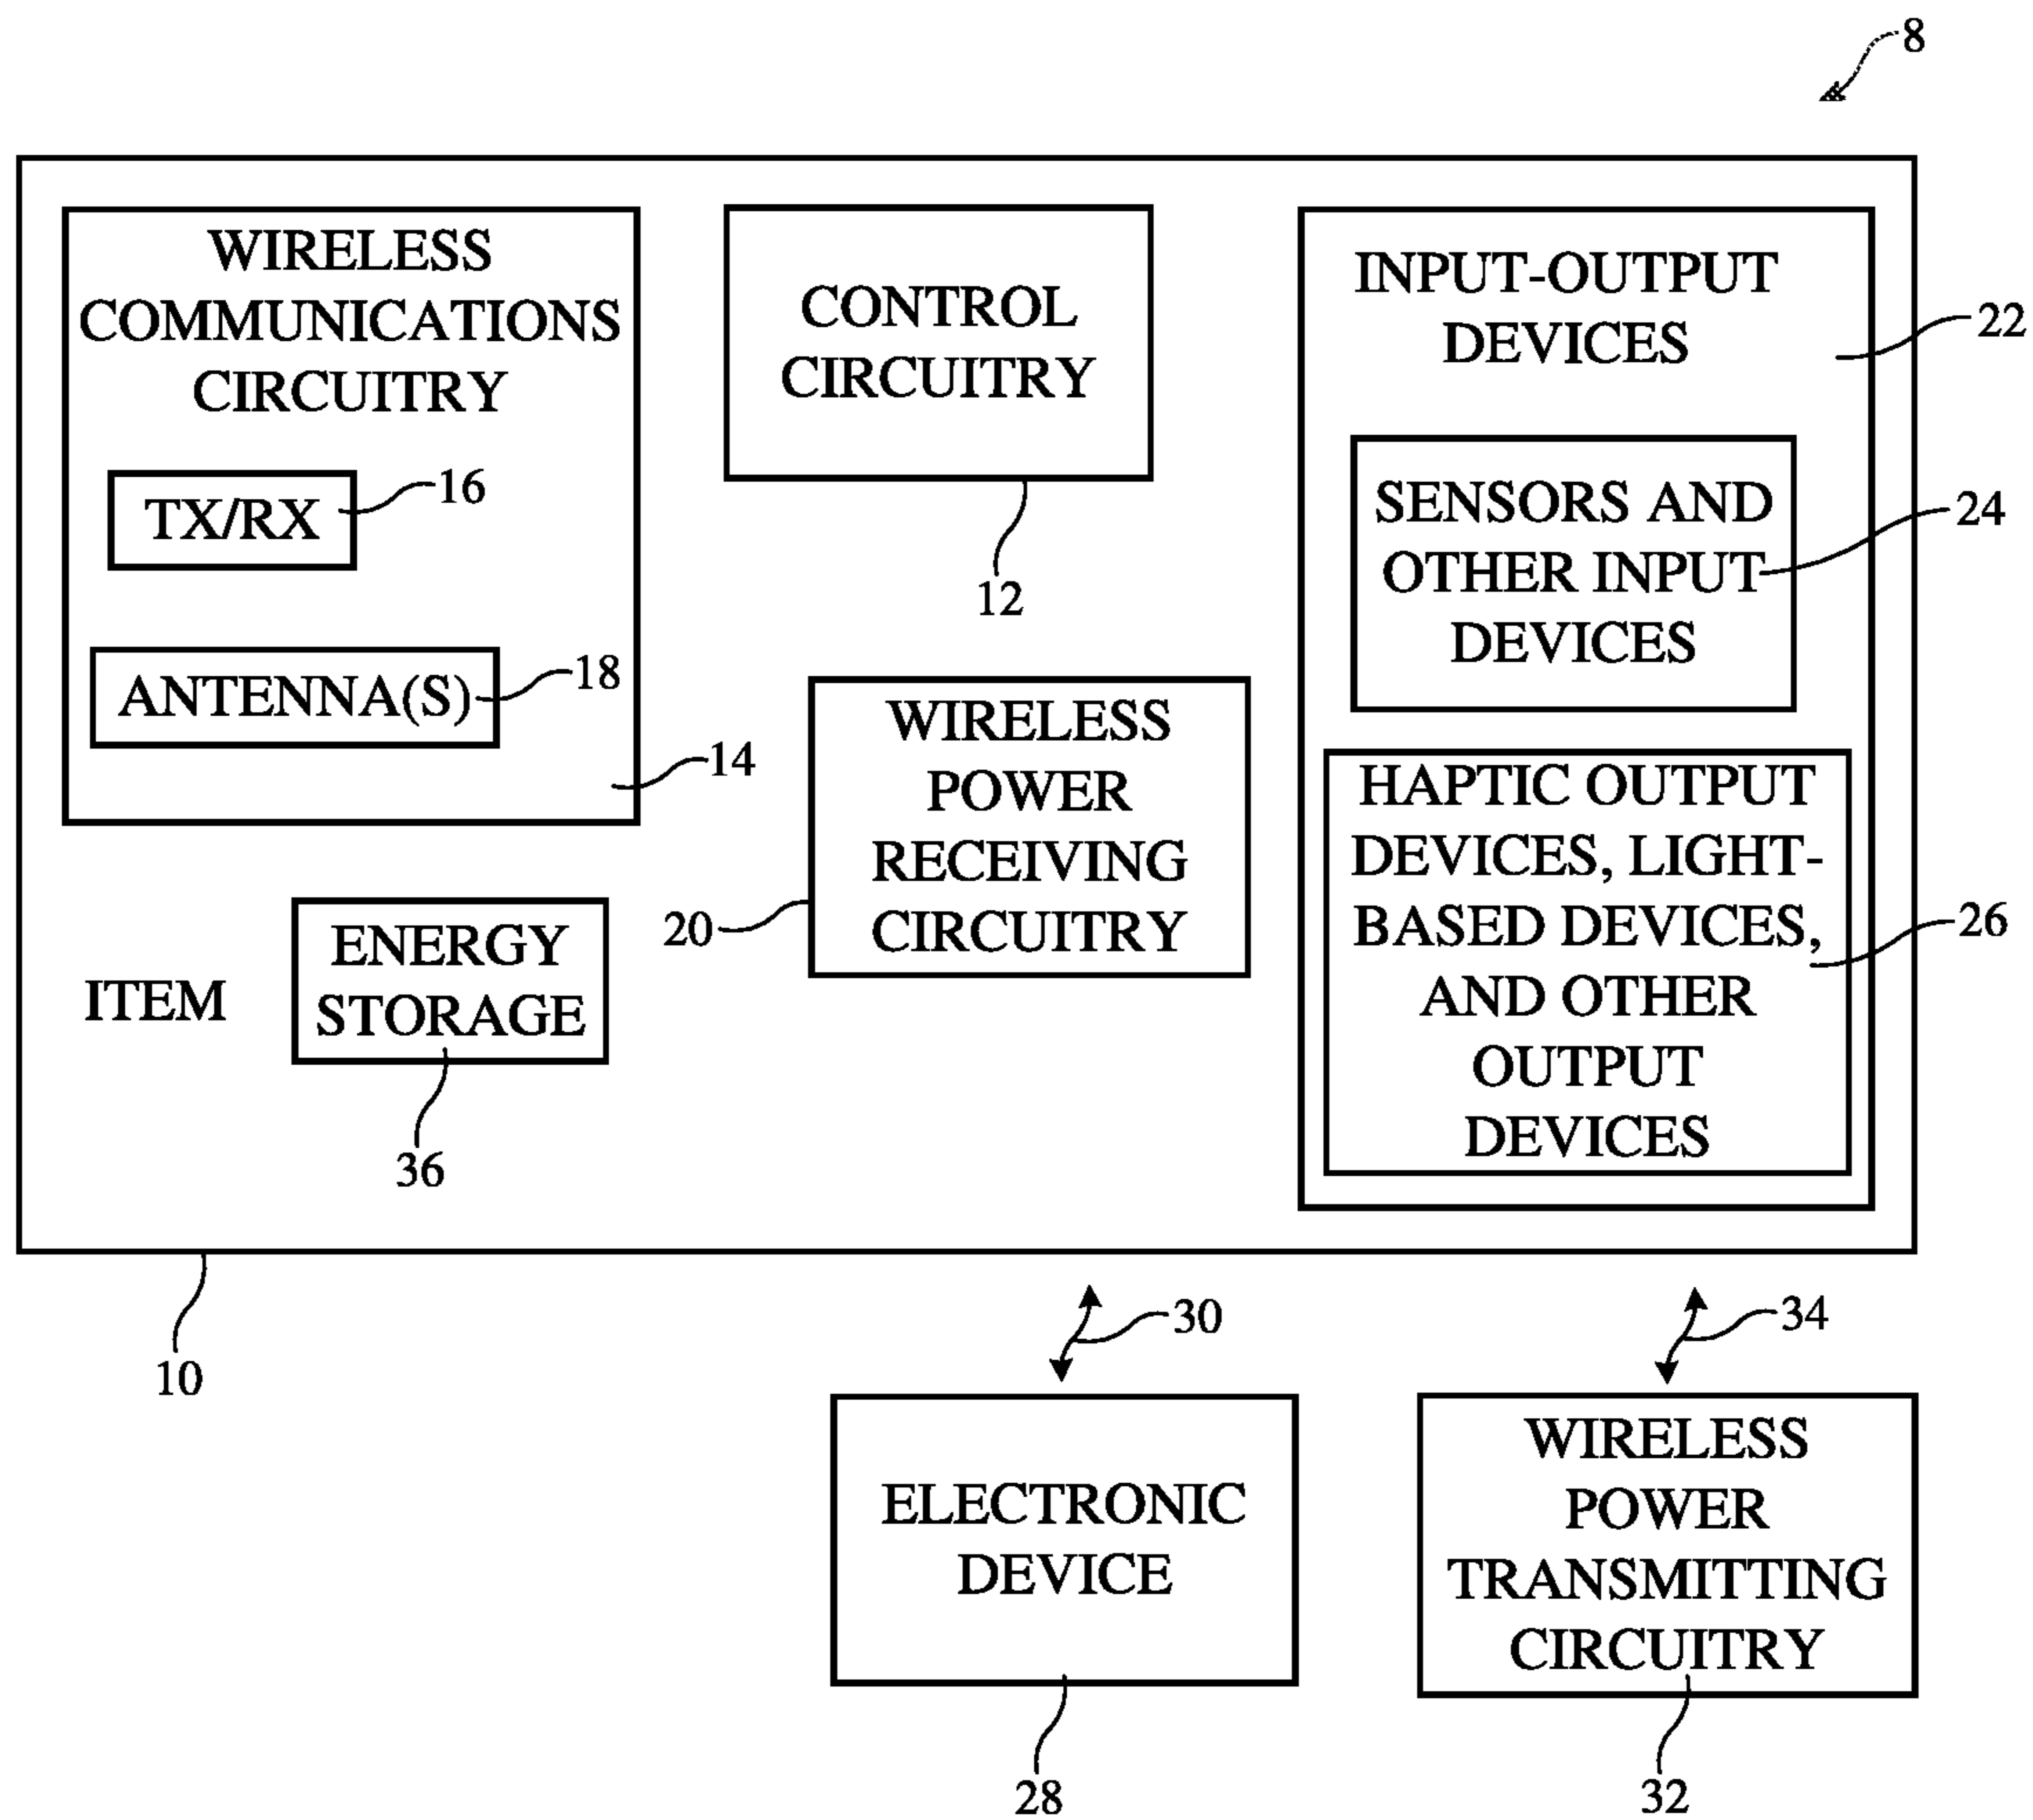 8
WIRELESS
COMMUNICATIONS
CIRCUITRY
TX/RX
16
ANTENNA(S)
18
14
CONTROL
CIRCUITRY
12
WIRELESS
POWER
RECEIVING
CIRCUITRY
20
INPUT-OUTPUT
DEVICES
22
SENSORS AND
OTHER INPUT
DEVICES
24
HAPTIC OUTPUT
DEVICES, LIGHT-
BASED DEVICES,
AND OTHER
OUTPUT
DEVICES
26
ITEM
ENERGY
STORAGE
36
10
30
34
ELECTRONIC
DEVICE
28
WIRELESS
POWER
TRANSMITTING
CIRCUITRY
32